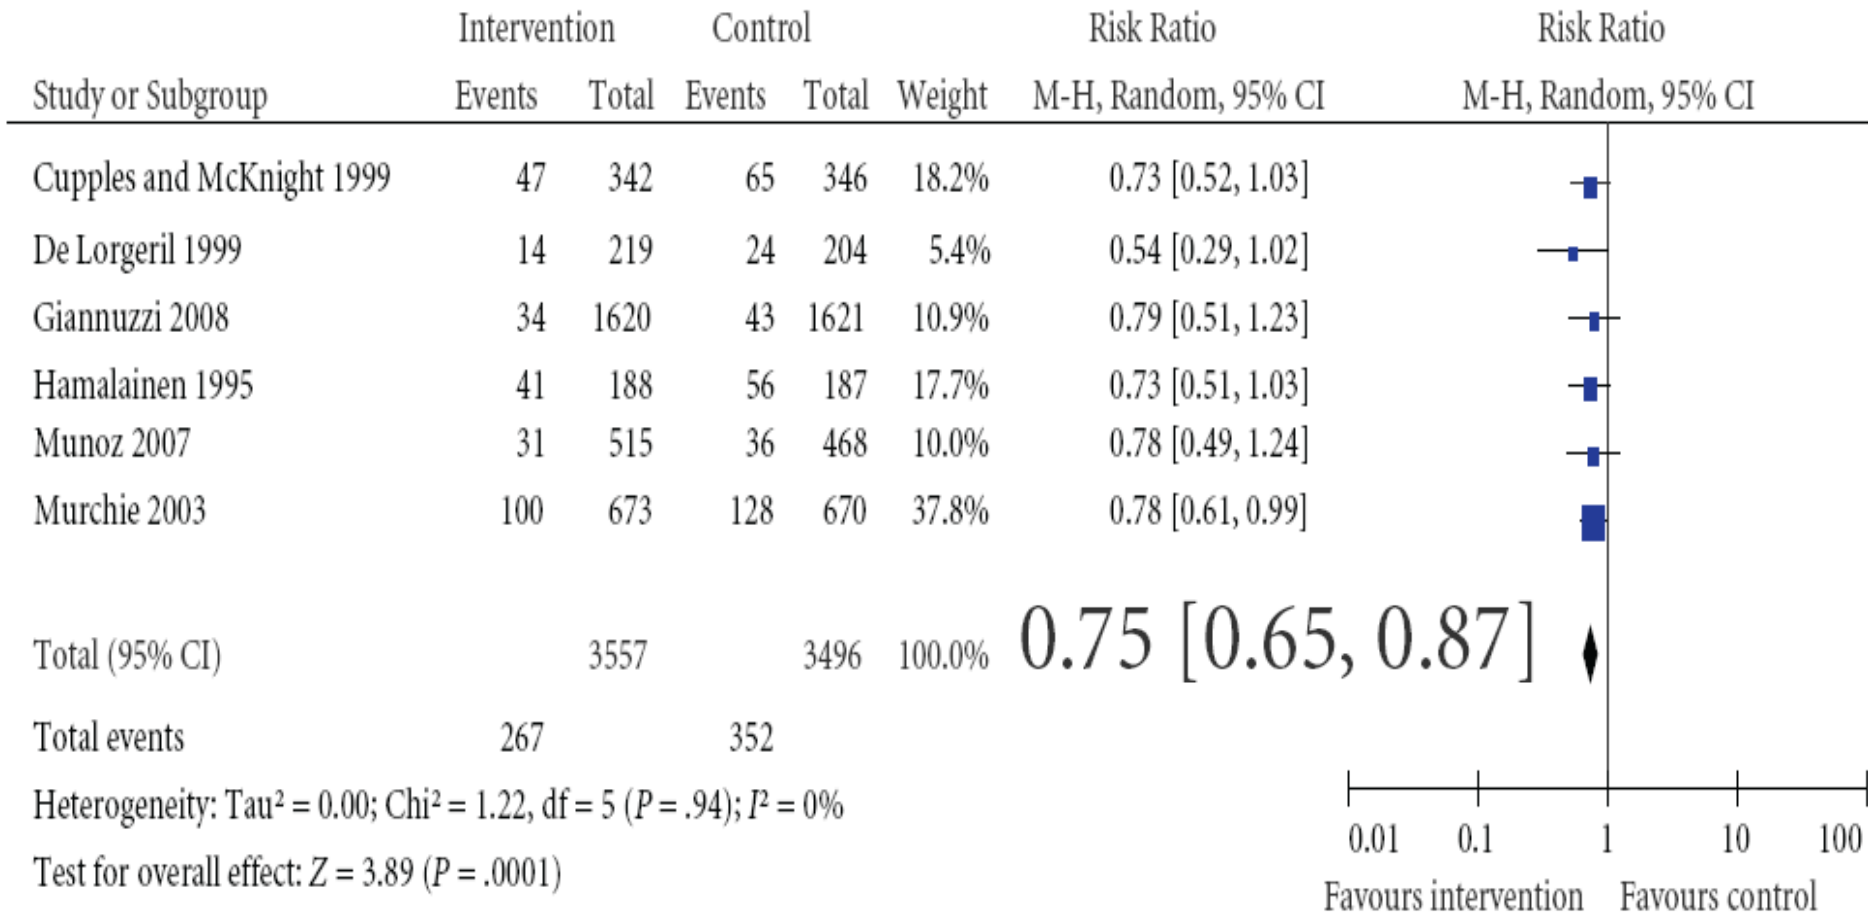 Intervention Control Risk Ratio Risk Ratio
Study or Subgroup Events Total Events Total Weight M-H, Random, 95% CI M-H, Random, 95% CI
Cupples and McKnight 1999 47 342 65 346 18.2% 0.73 [0.52, 1.03]
De Lorgeril 1999 14 219 24 204 5.4% 0.54 [0.29, 1.02]
Giannuzzi 2008 34 1620 43 1621 10.9% 0.79 [0.51, 1.23]
Hamalainen 1995 41 188 56 187 17.7% 0.73 [0.51, 1.03]
Munoz 2007 31 515 36 468 10.0% 0.78 [0.49, 1.24]
Murchie 2003 100 673 128 670 37.8% 0.78 [0.61, 0.99]
Total (95% CI) 3557 3496 100.0% 0.75 [0.65, 0.87]
Total events 267 352
Heterogeneity: Tau² = 0.00; Chi² = 1.22, df = 5 (P = .94); I² = 0%
Test for overall effect: Z = 3.89 (P = .0001)
0.01 0.1 1 10 100
Favours intervention Favours control